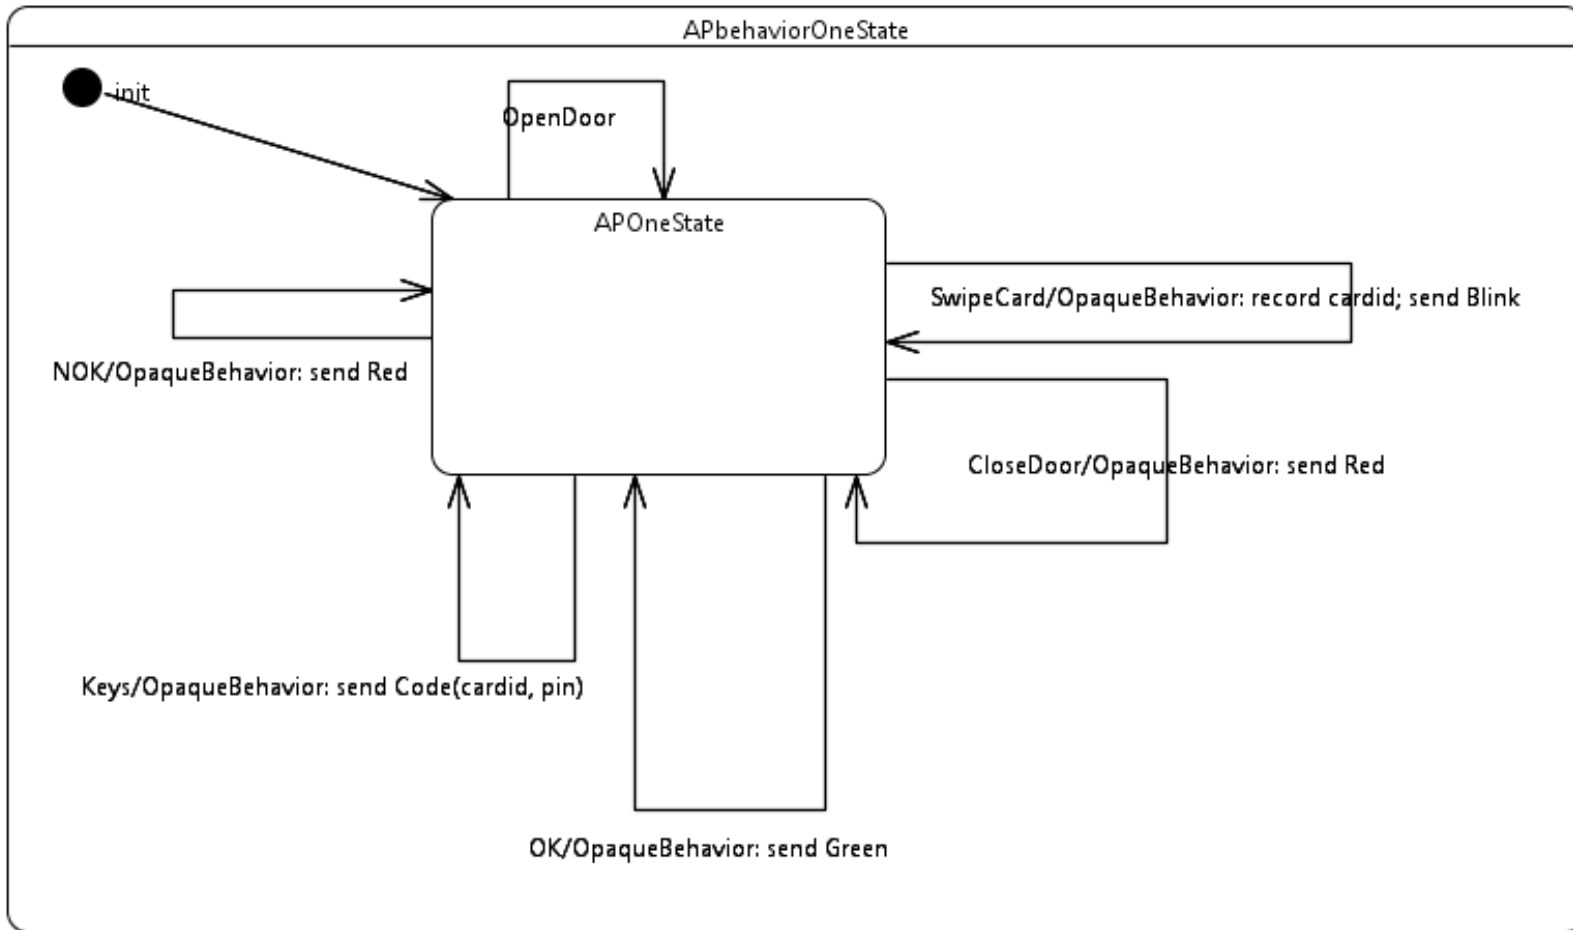 APbehaviorOneState
init
OpenDoor
APOneState
SwipeCard/OpaqueBehavior: record cardid; send Blink
NOK/OpaqueBehavior: send Red
CloseDoor/OpaqueBehavior: send Red
Keys/OpaqueBehavior: send Code(cardid, pin)
OK/OpaqueBehavior: send Green